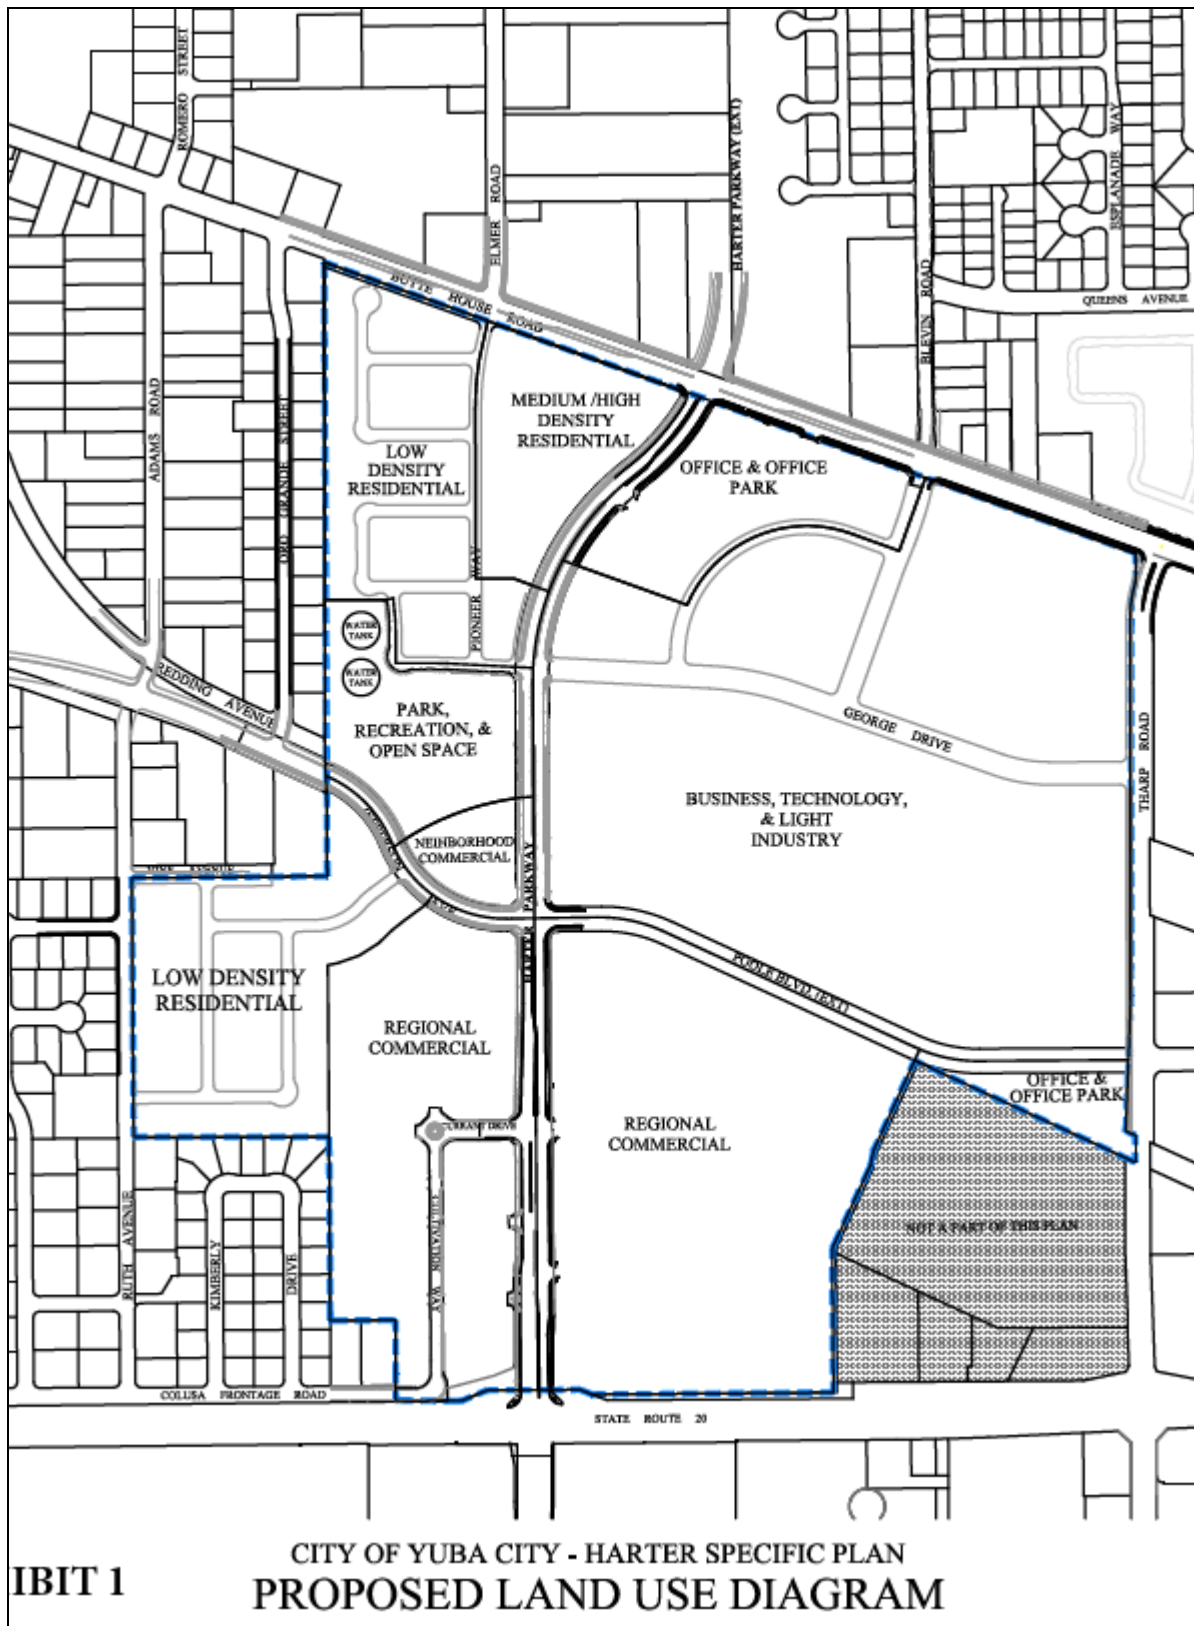 ROMERO STREET
ESPLANADE WAY
HARTER PARKWAY (EXT)
ELMER ROAD
BLEVIN ROAD
BUTTE HOUSE ROAD
QUEENS AVENUE
ADAMS ROAD
ORO GRANDE STREET
MEDIUM /HIGH
DENSITY
RESIDENTIAL
LOW
DENSITY
RESIDENTIAL
OFFICE & OFFICE
PARK
PIONEER WAY
WATER
TANK
WATER
TANK
REDDING AVENUE
PARK,
RECREATION, &
OPEN SPACE
GEORGE DRIVE
THARP ROAD
BUSINESS, TECHNOLOGY,
& LIGHT
INDUSTRY
NEINBORHOOD
COMMERCIAL
HARTER PARKWAY
AVENUE
LOW DENSITY
RESIDENTIAL
POOLE BLVD. (EXT)
REGIONAL
COMMERCIAL
OFFICE &
OFFICE PARK
REGIONAL
COMMERCIAL
CURRANT DRIVE
CULTIVATION WAY
RUTH AVENUE
KIMBERLY DRIVE
NOT A PART OF THIS PLAN
COLUSA FRONTAGE ROAD
STATE ROUTE 20
CITY OF YUBA CITY - HARTER SPECIFIC PLAN
IBIT 1
PROPOSED LAND USE DIAGRAM